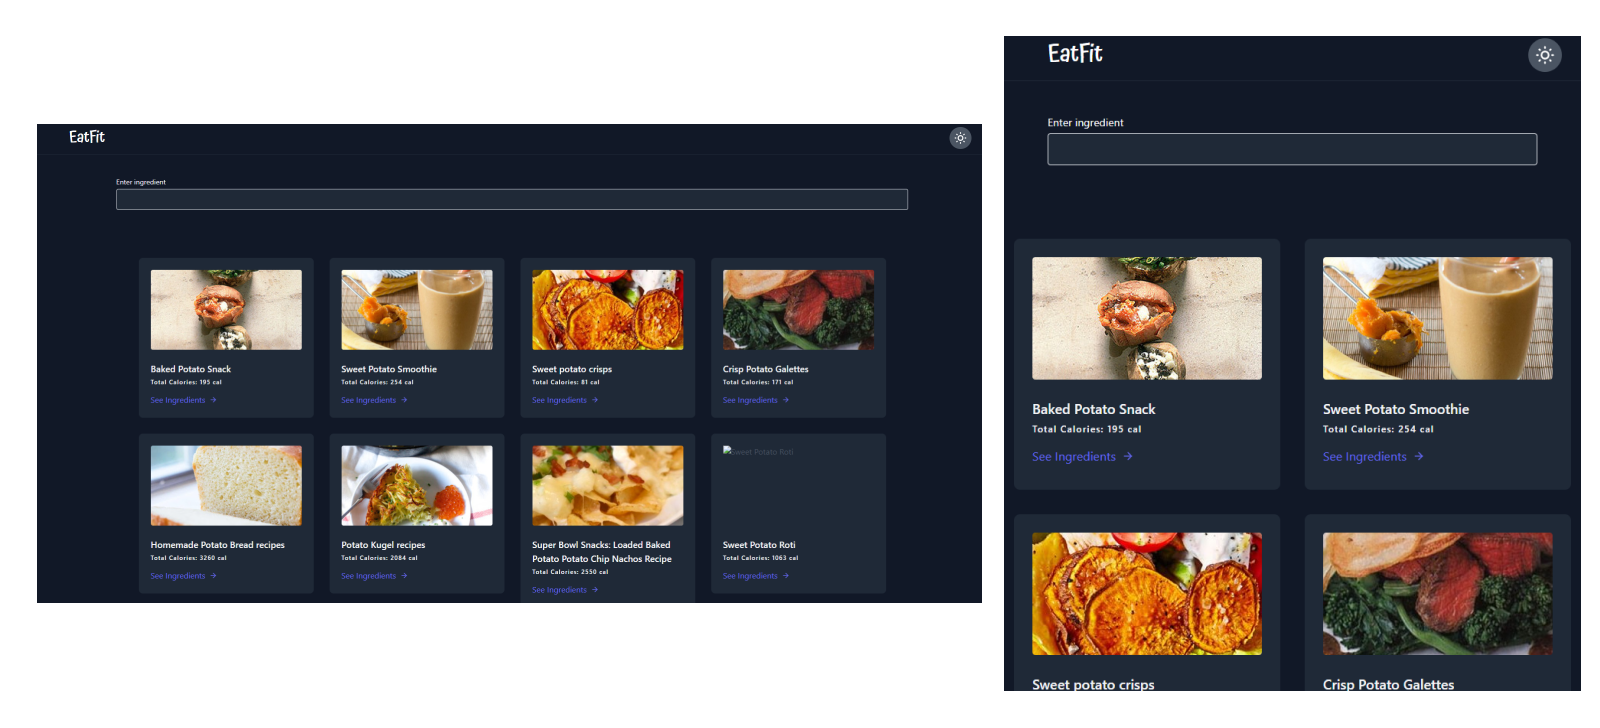 EatFit
Enter ingredient
Baked Potato Snack
Total Calories: 195 cal
See Ingredients →
Sweet Potato Smoothie
Total Calories: 254 cal
See Ingredients →
Sweet potato crisps
Total Calories: 81 cal
See Ingredients →
Crisp Potato Galettes
Total Calories: 171 cal
See Ingredients →
Homemade Potato Bread recipes
Total Calories: 3260 cal
See Ingredients →
Potato Kugel recipes
Total Calories: 2084 cal
See Ingredients →
Super Bowl Snacks: Loaded Baked
Potato Potato Chip Nachos Recipe
Total Calories: 2550 cal
See Ingredients →
Sweet Potato Roti
Sweet Potato Roti
Total Calories: 1063 cal
See Ingredients →
EatFit
Enter ingredient
Baked Potato Snack
Total Calories: 195 cal
See Ingredients →
Sweet Potato Smoothie
Total Calories: 254 cal
See Ingredients →
Sweet potato crisps
Crisp Potato Galettes